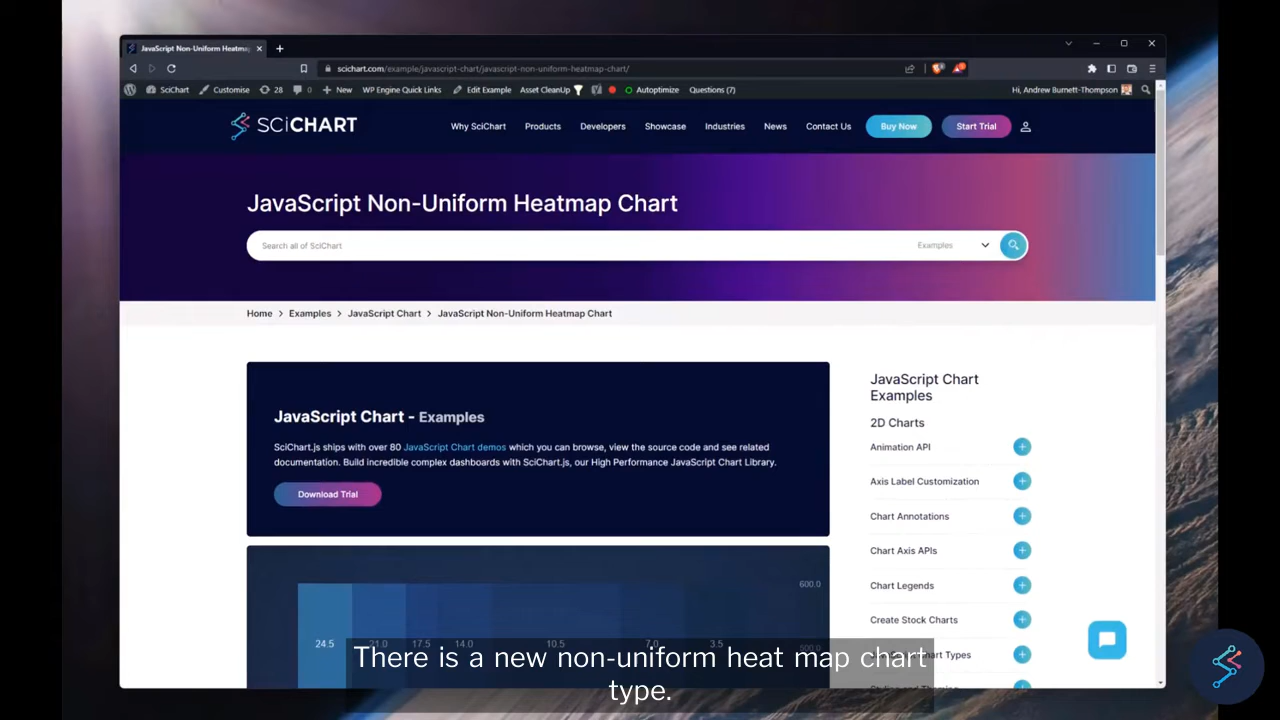 JavaScript Non-Uniform Heatmap
scichart.com/example/javascript-chart/javascript-non-uniform-heatmap-chart/
SciChart Customise 28 0 New WP Engine Quick Links Edit Example Asset CleanUp Autoptimize Questions (7) Hi, Andrew Burnett-Thompson
SCiCHART Why SciChart Products Developers Showcase Industries News Contact Us Buy Now Start Trial
JavaScript Non-Uniform Heatmap Chart
Search all of SciChart Examples
Home > Examples > JavaScript Chart > JavaScript Non-Uniform Heatmap Chart
JavaScript Chart - Examples
SciChart.js ships with over 80 JavaScript Chart demos which you can browse, view the source code and see related
documentation. Build incredible complex dashboards with SciChart.js, our High Performance JavaScript Chart Library.
Download Trial
600.0
24.5 21.0 17.5 14.0 10.5 7.0 3.5
JavaScript Chart
Examples
2D Charts
Animation API
Axis Label Customization
Chart Annotations
Chart Axis APIs
Chart Legends
Create Stock Charts
Chart Types
There is a new non-uniform heat map chart
type.